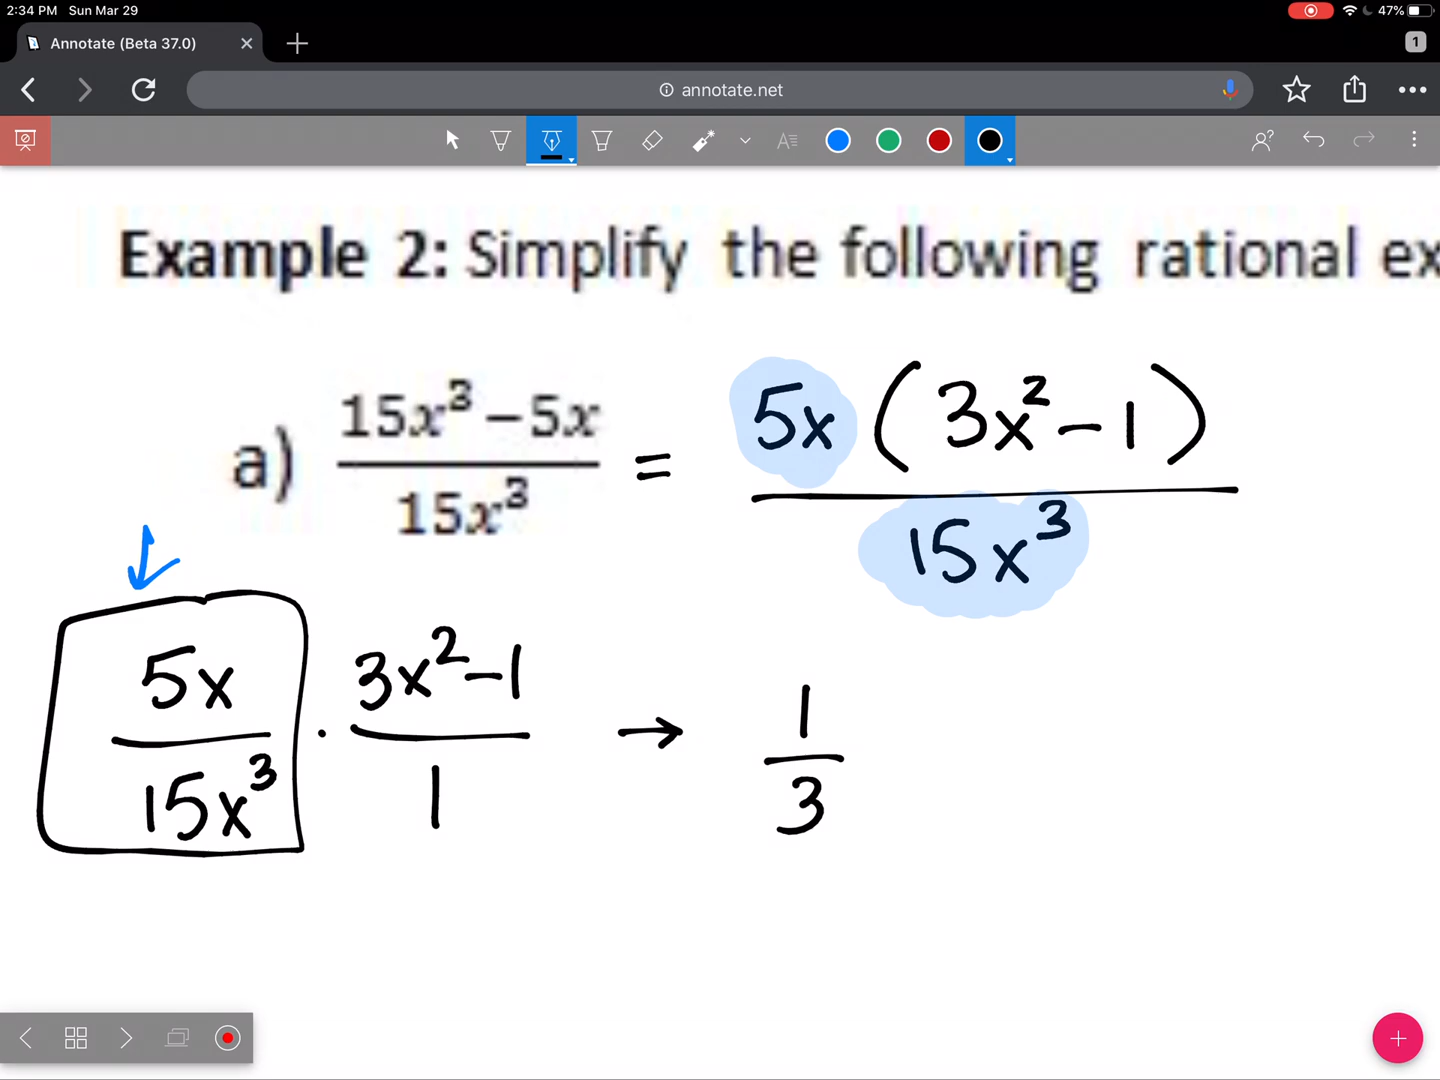 2:34 PM Sun Mar 29 47%
Annotate (Beta 37.0) 1
annotate.net
Example 2: Simplify the following rational ex
a) (15x³ − 5x)/(15x³) = 5x(3x² − 1)/(15x³)
5x/(15x³) · (3x² − 1)/1 → 1/3